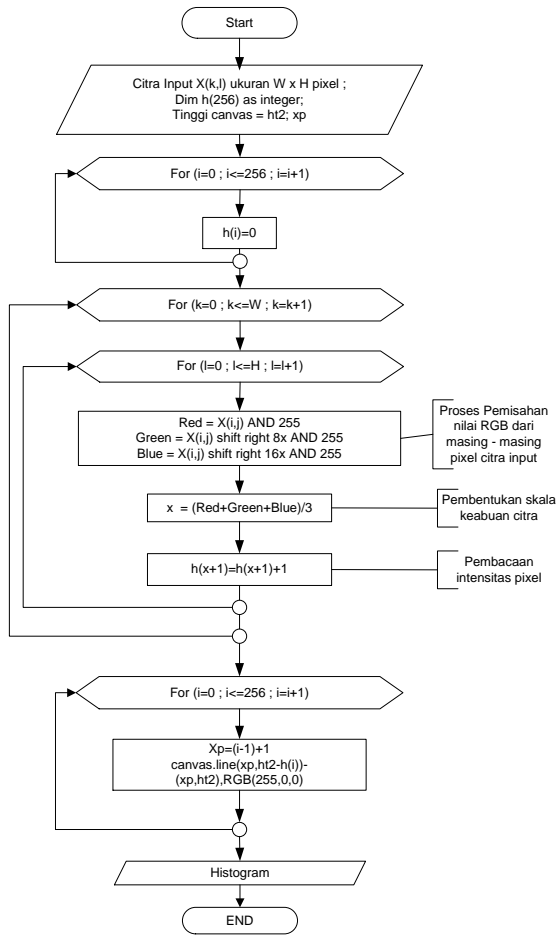 Start
Citra Input X(k,l) ukuran W x H pixel ;
Dim h(256) as integer;
Tinggi canvas = ht2; xp
For (i=0 ; i<=256 ; i=i+1)
h(i)=0
For (k=0 ; k<=W ; k=k+1)
For (l=0 ; l<=H ; l=l+1)
Red = X(i,j) AND 255
Green = X(i,j) shift right 8x AND 255
Blue = X(i,j) shift right 16x AND 255
Proses Pemisahan
nilai RGB dari
masing - masing
pixel citra input
x = (Red+Green+Blue)/3
Pembentukan skala
keabuan citra
h(x+1)=h(x+1)+1
Pembacaan
intensitas pixel
For (i=0 ; i<=256 ; i=i+1)
Xp=(i-1)+1
canvas.line(xp,ht2-h(i))-
(xp,ht2),RGB(255,0,0)
Histogram
END